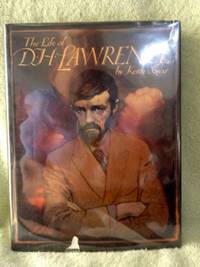 The Life of
D.H. LAWRENCE
by Keith Sagar